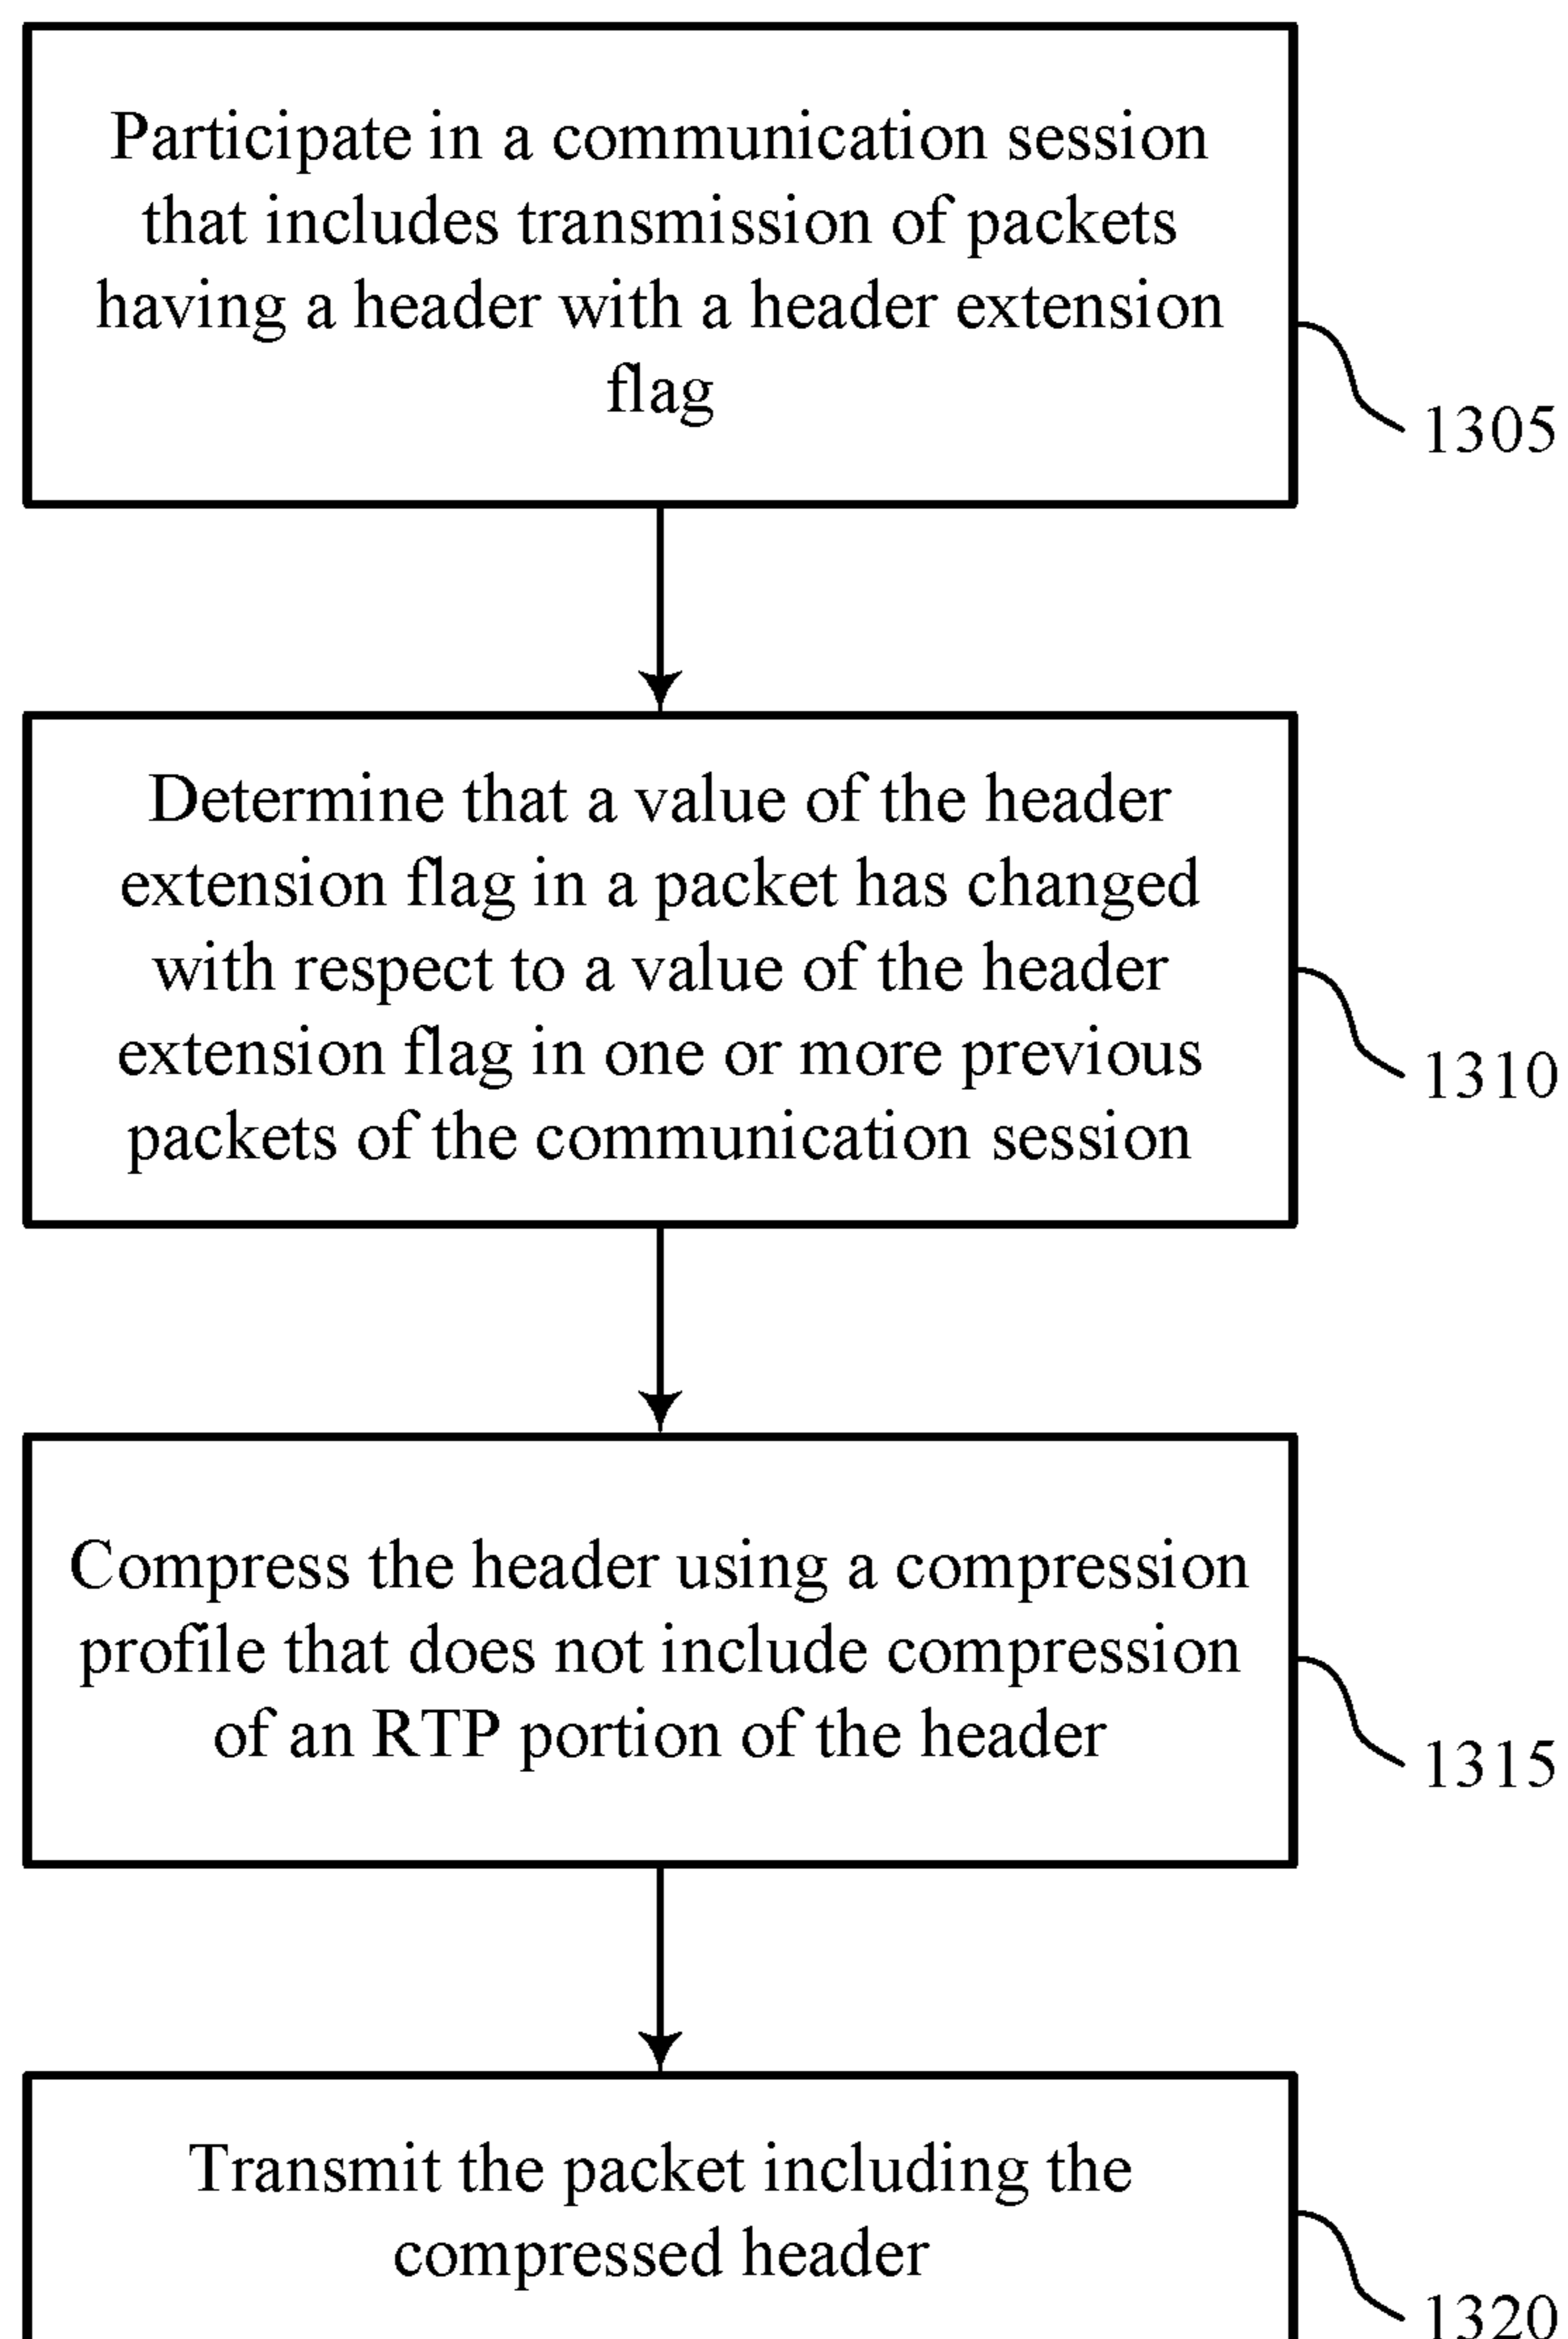 Participate in a communication session
that includes transmission of packets
having a header with a header extension
flag
1305
Determine that a value of the header
extension flag in a packet has changed
with respect to a value of the header
extension flag in one or more previous
packets of the communication session
1310
Compress the header using a compression
profile that does not include compression
of an RTP portion of the header
1315
Transmit the packet including the
compressed header
1320